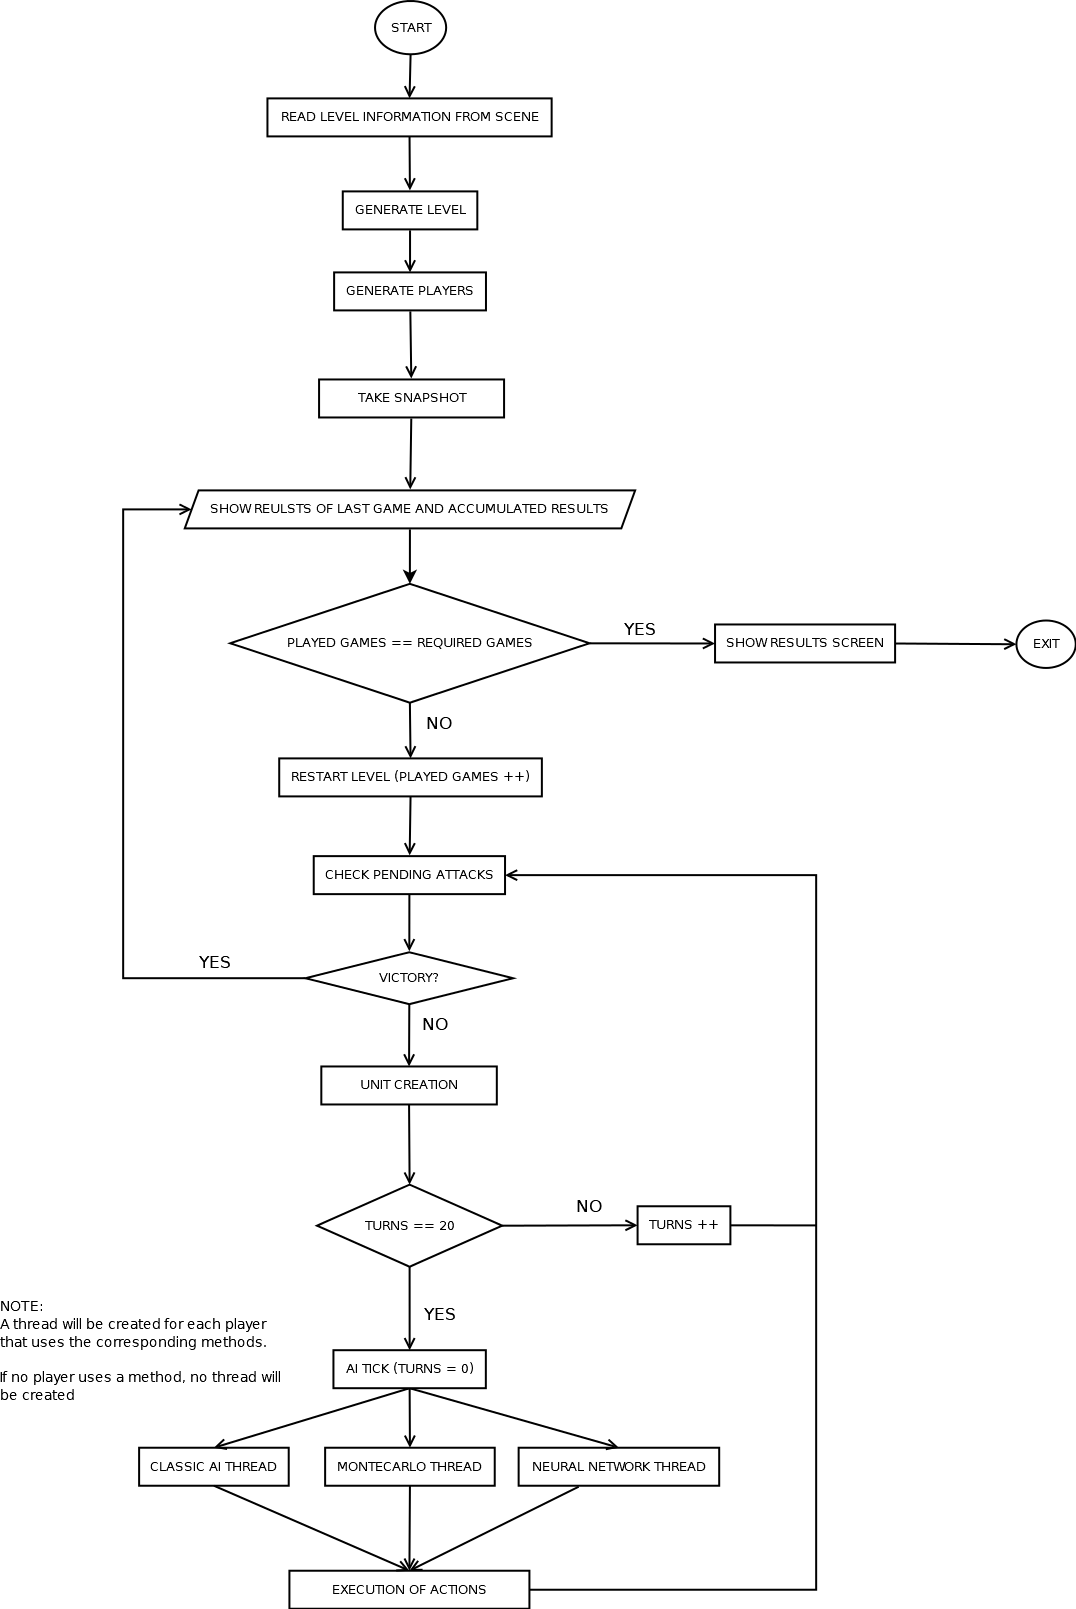 START
READ LEVEL INFORMATION FROM SCENE
GENERATE LEVEL
GENERATE PLAYERS
TAKE SNAPSHOT
SHOW REULSTS OF LAST GAME AND ACCUMULATED RESULTS
PLAYED GAMES == REQUIRED GAMES
YES
SHOW RESULTS SCREEN
EXIT
NO
RESTART LEVEL (PLAYED GAMES ++)
CHECK PENDING ATTACKS
YES
VICTORY?
NO
UNIT CREATION
TURNS == 20
NO
TURNS ++
YES
NOTE:
A thread will be created for each player
that uses the corresponding methods.
If no player uses a method, no thread will
be created
AI TICK (TURNS = 0)
CLASSIC AI THREAD
MONTECARLO THREAD
NEURAL NETWORK THREAD
EXECUTION OF ACTIONS